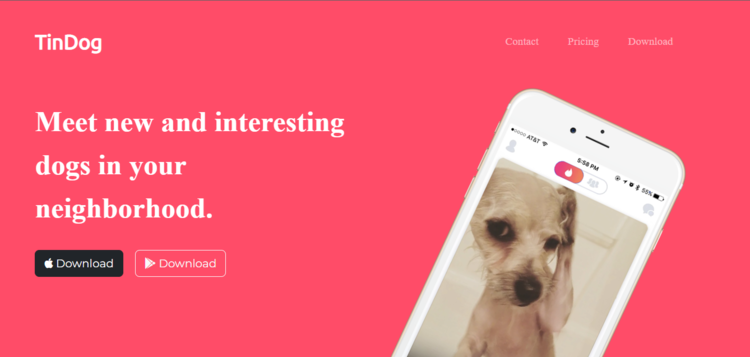 TinDog
Contact Pricing Download
Meet new and interesting
dogs in your
neighborhood.
Download Download
AT&T
5:58 PM
55%